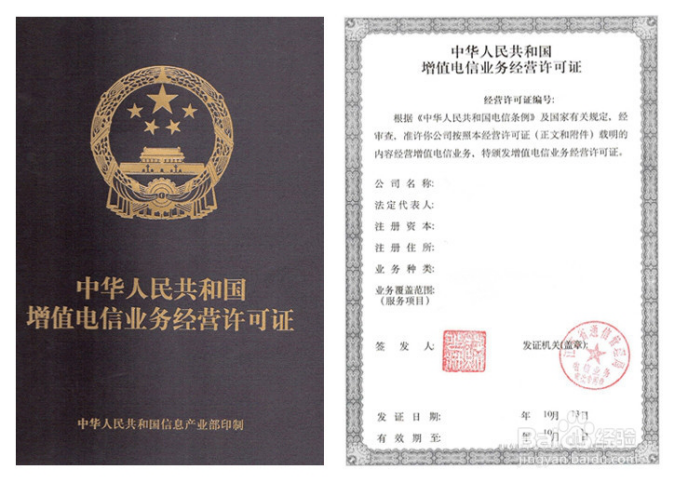 中华人民共和国
增值电信业务经营许可证
中华人民共和国信息产业部印制
中华人民共和国
增值电信业务经营许可证
经营许可证编号:
根据《中华人民共和国电信条例》及国家有关规定，经
审查，准许你公司按照本经营许可证（正文和附件）载明的
内容经营增值电信业务，特颁发增值电信业务经营许可证。
公司名称:
法定代表人:
注册资本:
注册住所:
业务种类:
业务覆盖范围:
（服务项目）
签发人:
发证机关(盖章):
发证日期: 年 10月 日
有效期至: 年 10月 日
Baidu经验
jingyan.baidu.com